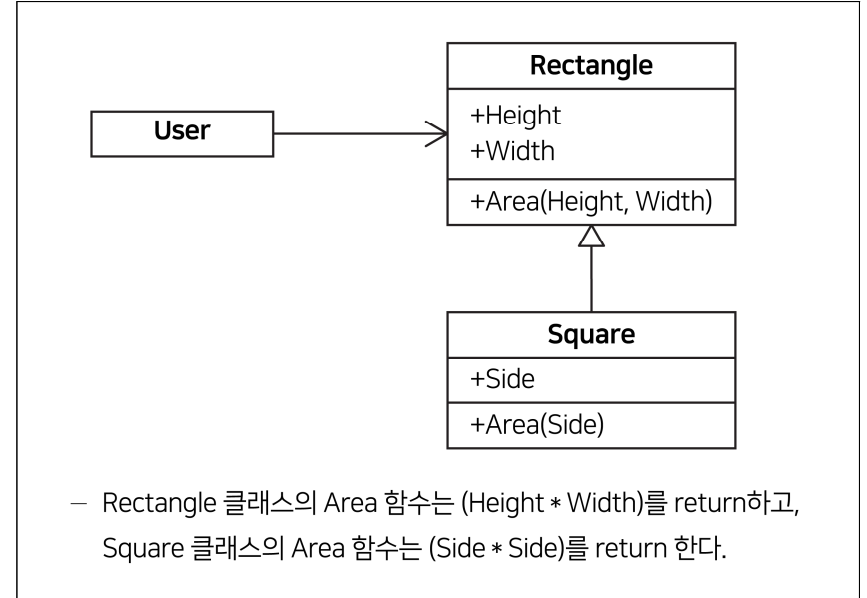 Rectangle
User
+Height
+Width
+Area(Height, Width)
Square
+Side
+Area(Side)
– Rectangle 클래스의 Area 함수는 (Height * Width)를 return하고,
Square 클래스의 Area 함수는 (Side * Side)를 return 한다.